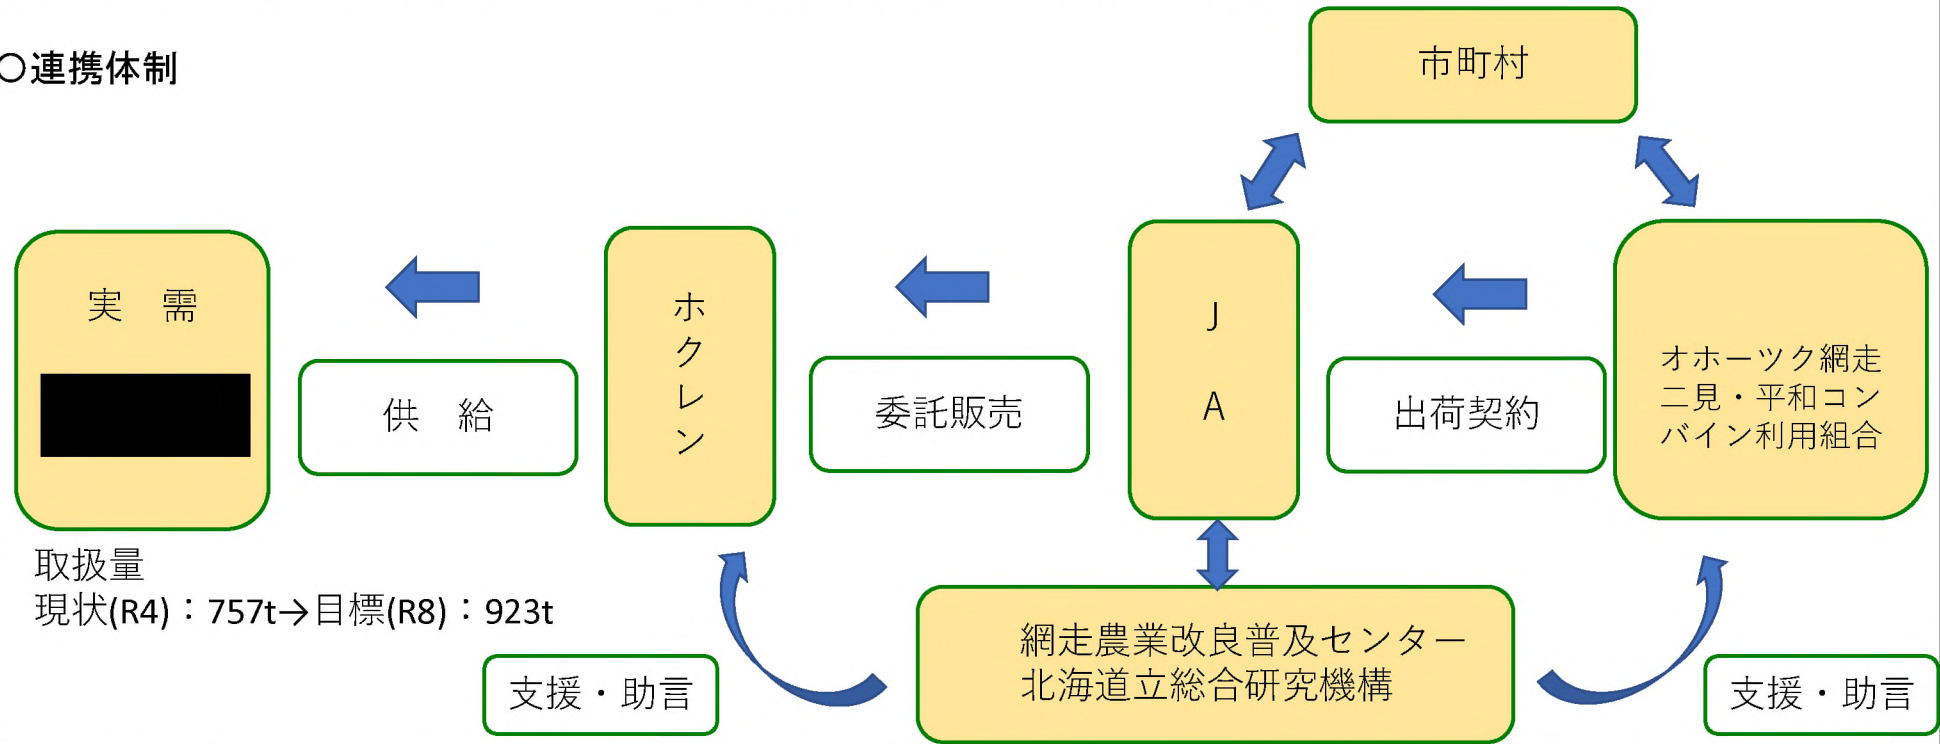 ○連携体制
市町村
実　需
供　給
ホクレン
委託販売
JA
出荷契約
オホーツク網走
二見・平和コン
バイン利用組合
取扱量
現状(R4)：757t→目標(R8)：923t
支援・助言
網走農業改良普及センター
北海道立総合研究機構
支援・助言